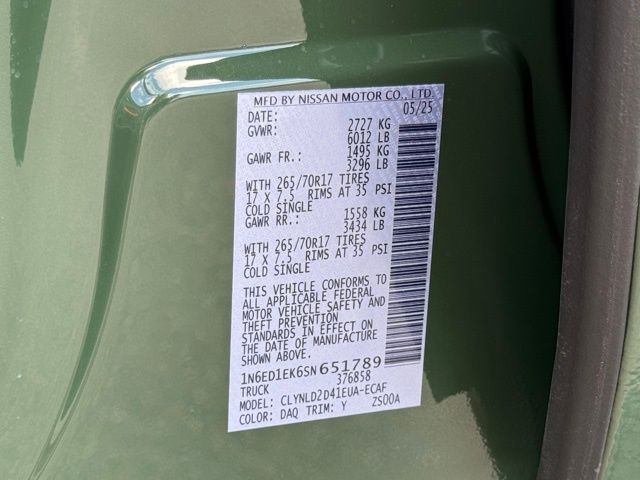 MFD BY NISSAN MOTOR CO., LTD
DATE: 05/25
GVWR: 2727 KG
6012 LB
GAWR FR.: 1495 KG
3296 LB
WITH 265/70R17 TIRES
17 X 7.5 RIMS AT 35 PSI
COLD SINGLE
GAWR RR.: 1558 KG
3434 LB
WITH 265/70R17 TIRES
17 X 7.5 RIMS AT 35 PSI
COLD SINGLE
THIS VEHICLE CONFORMS TO
ALL APPLICABLE FEDERAL
MOTOR VEHICLE SAFETY AND
THEFT PREVENTION
STANDARDS IN EFFECT ON
THE DATE OF MANUFACTURE
SHOWN ABOVE.
1N6ED1EK6SN651789
TRUCK 376858
MODEL: CLYNLD2D41EUA-ECAF
COLOR: DAQ TRIM: Y ZS00A